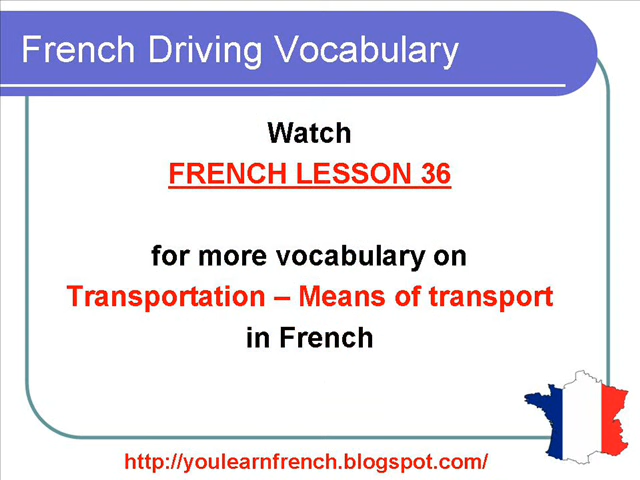 French Driving Vocabulary
Watch
FRENCH LESSON 36
for more vocabulary on
Transportation – Means of transport
in French
http://youlearnfrench.blogspot.com/